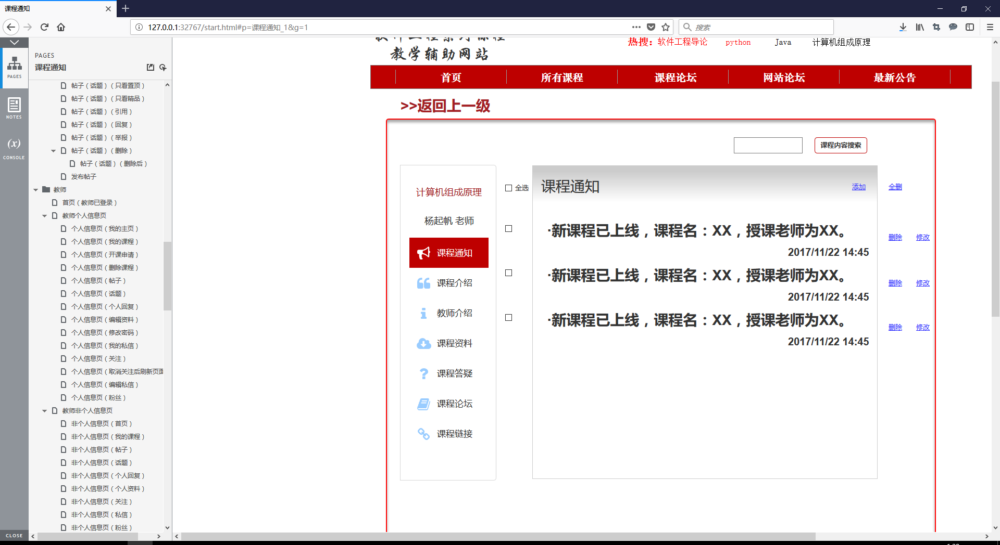 课程通知
127.0.0.1:32767/start.html#p=课程通知_1&g=1
搜索
PAGES
NOTES
(x)
CONSOLE
CLOSE
PAGES
课程通知
帖子（话题）（只看置顶）
帖子（话题）（只看精品）
帖子（话题）（引用）
帖子（话题）（回复）
帖子（话题）（举报）
帖子（话题）（删除）
帖子（话题）（删除后）
发布帖子
教师
首页（教师已登录）
教师个人信息页
个人信息页（我的主页）
个人信息页（我的课程）
个人信息页（开课申请）
个人信息页（删除课程）
个人信息页（帖子）
个人信息页（话题）
个人信息页（个人回复）
个人信息页（编辑资料）
个人信息页（修改密码）
个人信息页（我的私信）
个人信息页（关注）
个人信息页（取消关注后刷新页面
个人信息页（编辑私信）
个人信息页（粉丝）
教师非个人信息页
非个人信息页（首页）
非个人信息页（我的课程）
非个人信息页（帖子）
非个人信息页（话题）
非个人信息页（个人回复）
非个人信息页（个人资料）
非个人信息页（关注）
非个人信息页（私信）
非个人信息页（粉丝）
软件工程系列课程
教学辅助网站
热搜：软件工程导论 python Java 计算机组成原理
首页 所有课程 课程论坛 网站论坛 最新公告
>>返回上一级
课程内容搜索
计算机组成原理
杨起帆 老师
课程通知
课程介绍
教师介绍
课程资料
课程答疑
课程论坛
课程链接
全选
课程通知
添加
全删
·新课程已上线，课程名：XX，授课老师为XX。
2017/11/22 14:45
删除 修改
·新课程已上线，课程名：XX，授课老师为XX。
2017/11/22 14:45
删除 修改
·新课程已上线，课程名：XX，授课老师为XX。
2017/11/22 14:45
删除 修改